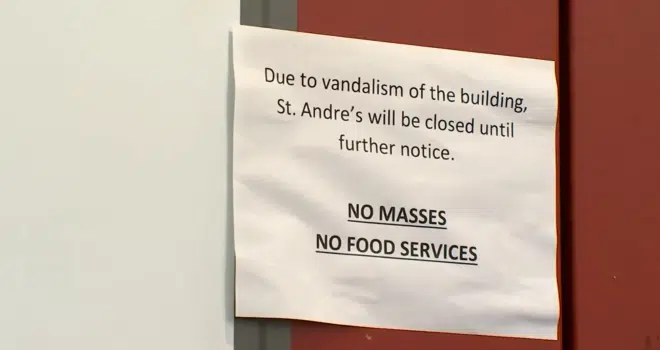 Due to vandalism of the building,
St. Andre's will be closed until
further notice.
NO MASSES
NO FOOD SERVICES